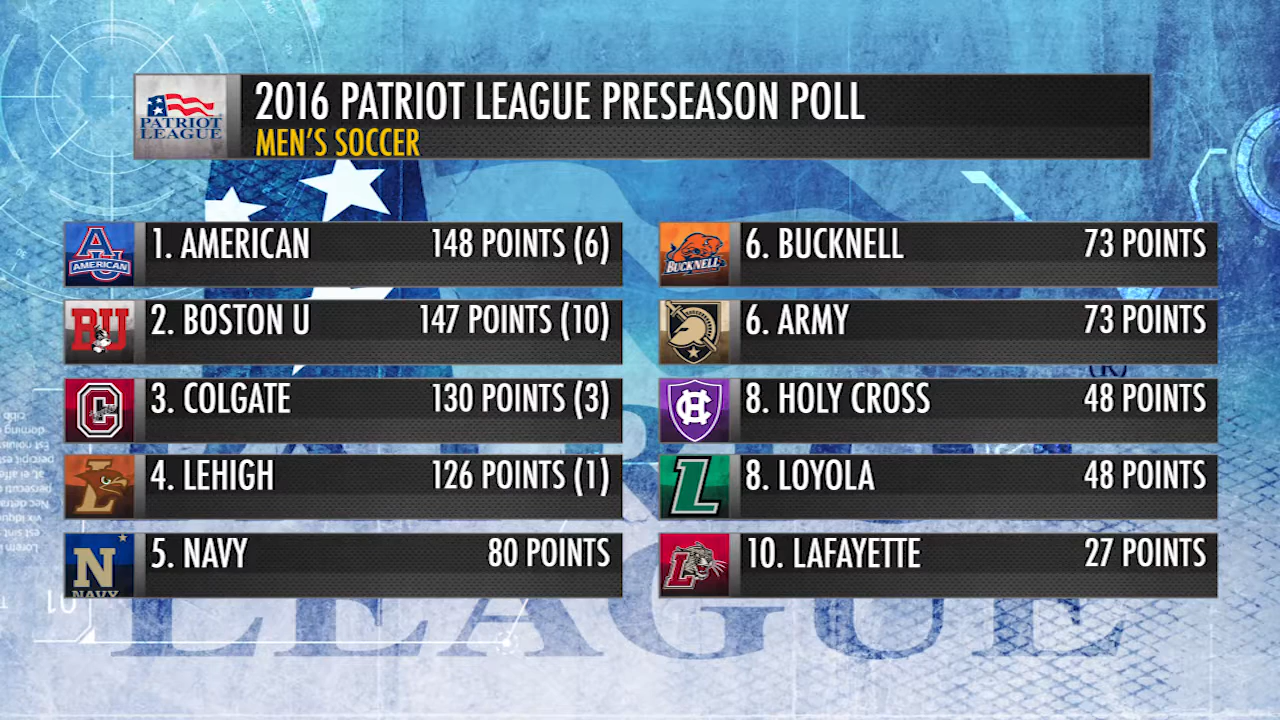 2016 PATRIOT LEAGUE PRESEASON POLL
MEN'S SOCCER
PATRIOT
LEAGUE
1. AMERICAN 148 POINTS (6)
2. BOSTON U 147 POINTS (10)
3. COLGATE 130 POINTS (3)
4. LEHIGH 126 POINTS (1)
5. NAVY 80 POINTS
6. BUCKNELL 73 POINTS
6. ARMY 73 POINTS
8. HOLY CROSS 48 POINTS
8. LOYOLA 48 POINTS
10. LAFAYETTE 27 POINTS
AMERICAN
BU
C
L
N
NAVY
BUCKNELL
L
L
LEAGUE